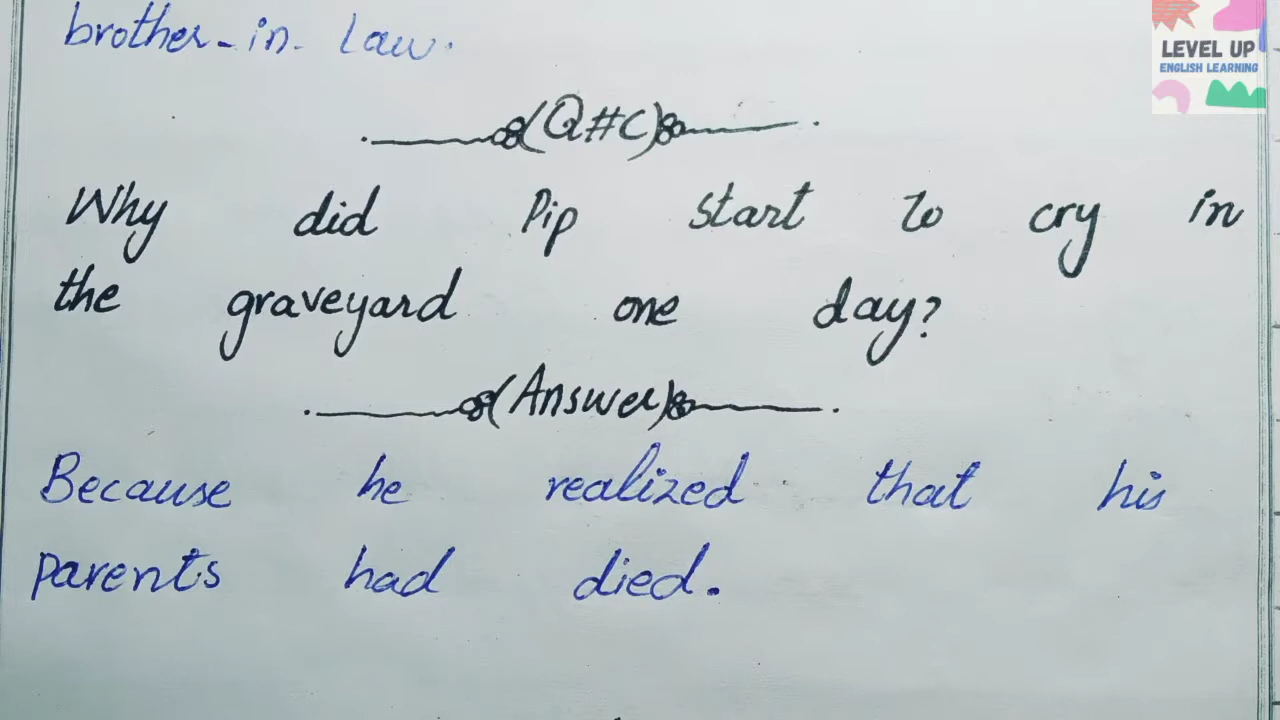 brother-in-law.
LEVEL UP
ENGLISH LEARNING
(Q#C)
Why did Pip start to cry in
the graveyard one day?
(Answer)
Because he realized that his
parents had died.